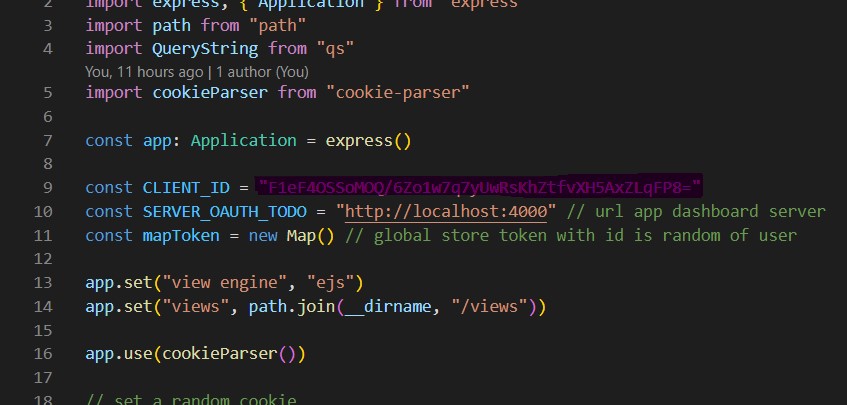 2 import express, { Application } from "express"
3 import path from "path"
4 import QueryString from "qs"
You, 11 hours ago | 1 author (You)
5 import cookieParser from "cookie-parser"
6
7 const app: Application = express()
8
9 const CLIENT_ID = "F1eF4OSSoMOQ/6Zo1w7q7yUwRsKhZtfvXH5AxZLqFP8="
10 const SERVER_OAUTH_TODO = "http://localhost:4000" // url app dashboard server
11 const mapToken = new Map() // global store token with id is random of user
12
13 app.set("view engine", "ejs")
14 app.set("views", path.join(__dirname, "/views"))
15
16 app.use(cookieParser())
17
18 // set a random cookie